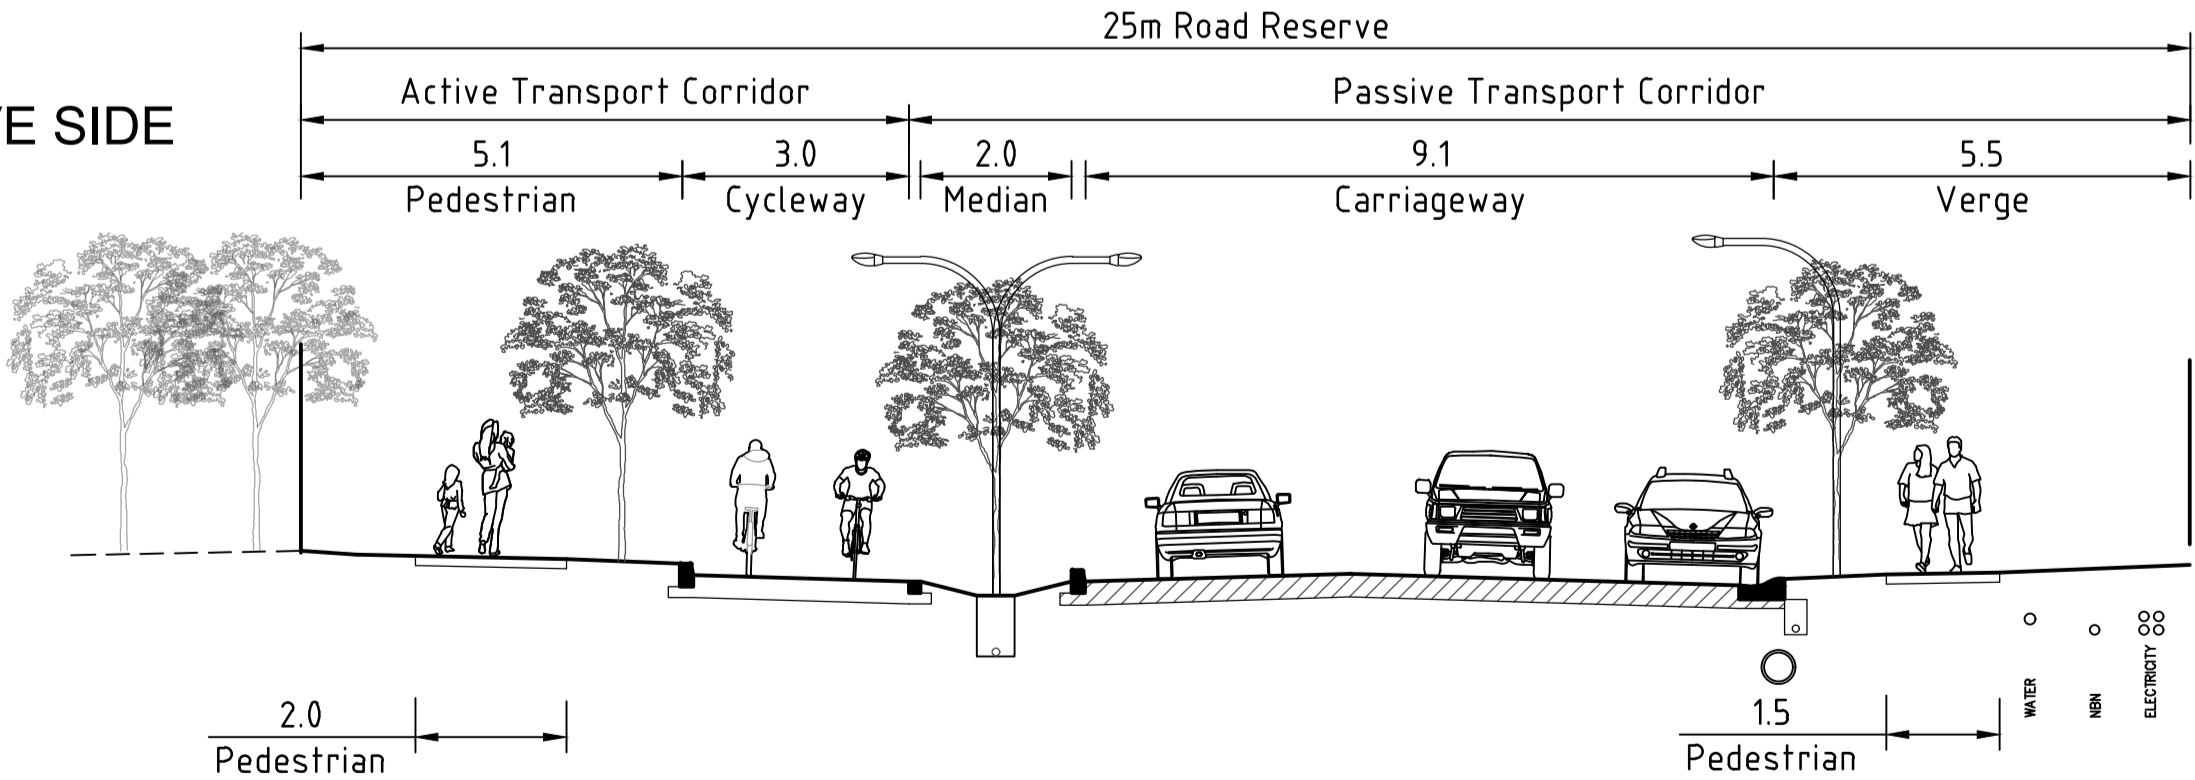 25m Road Reserve
Active Transport Corridor
Passive Transport Corridor
E SIDE
5.1
3.0
2.0
9.1
5.5
Pedestrian
Cycleway
Median
Carriageway
Verge
WATER
NBN
ELECTRICITY
2.0
Pedestrian
1.5
Pedestrian